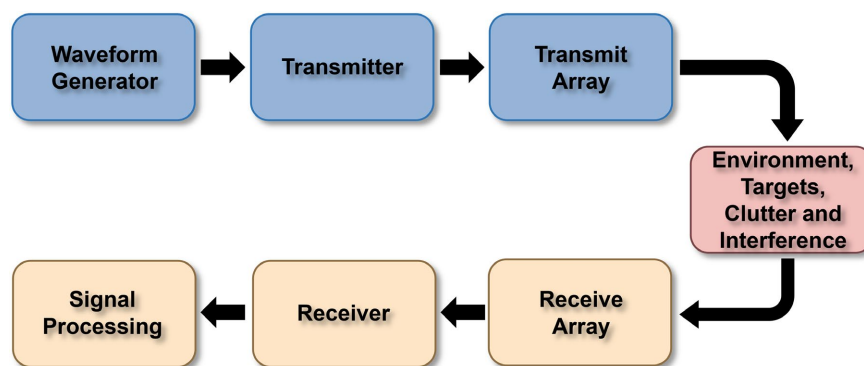 Waveform
Generator
Transmitter
Transmit
Array
Environment,
Targets,
Clutter and
Interference
Signal
Processing
Receiver
Receive
Array